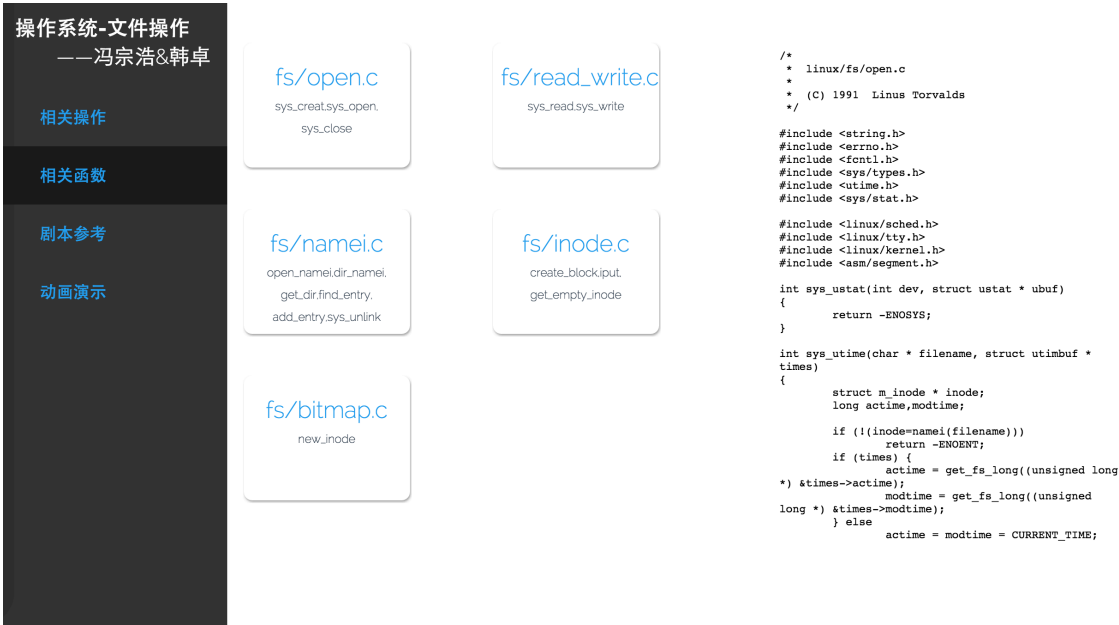 操作系统-文件操作
——冯宗浩&韩卓
相关操作
相关函数
剧本参考
动画演示
fs/open.c
sys_creat,sys_open,
sys_close
fs/read_write.c
sys_read,sys_write
fs/namei.c
open_namei,dir_namei,
get_dir,find_entry,
add_entry,sys_unlink
fs/inode.c
create_block,iput,
get_empty_inode
fs/bitmap.c
new_inode
/*
 *  linux/fs/open.c
 *
 *  (C) 1991  Linus Torvalds
 */
#include <string.h>
#include <errno.h>
#include <fcntl.h>
#include <sys/types.h>
#include <utime.h>
#include <sys/stat.h>
#include <linux/sched.h>
#include <linux/tty.h>
#include <linux/kernel.h>
#include <asm/segment.h>
int sys_ustat(int dev, struct ustat * ubuf)
{
        return -ENOSYS;
}
int sys_utime(char * filename, struct utimbuf *
times)
{
        struct m_inode * inode;
        long actime,modtime;
        if (!(inode=namei(filename)))
                return -ENOENT;
        if (times) {
                actime = get_fs_long((unsigned long
*) &times->actime);
                modtime = get_fs_long((unsigned
long *) &times->modtime);
        } else
                actime = modtime = CURRENT_TIME;